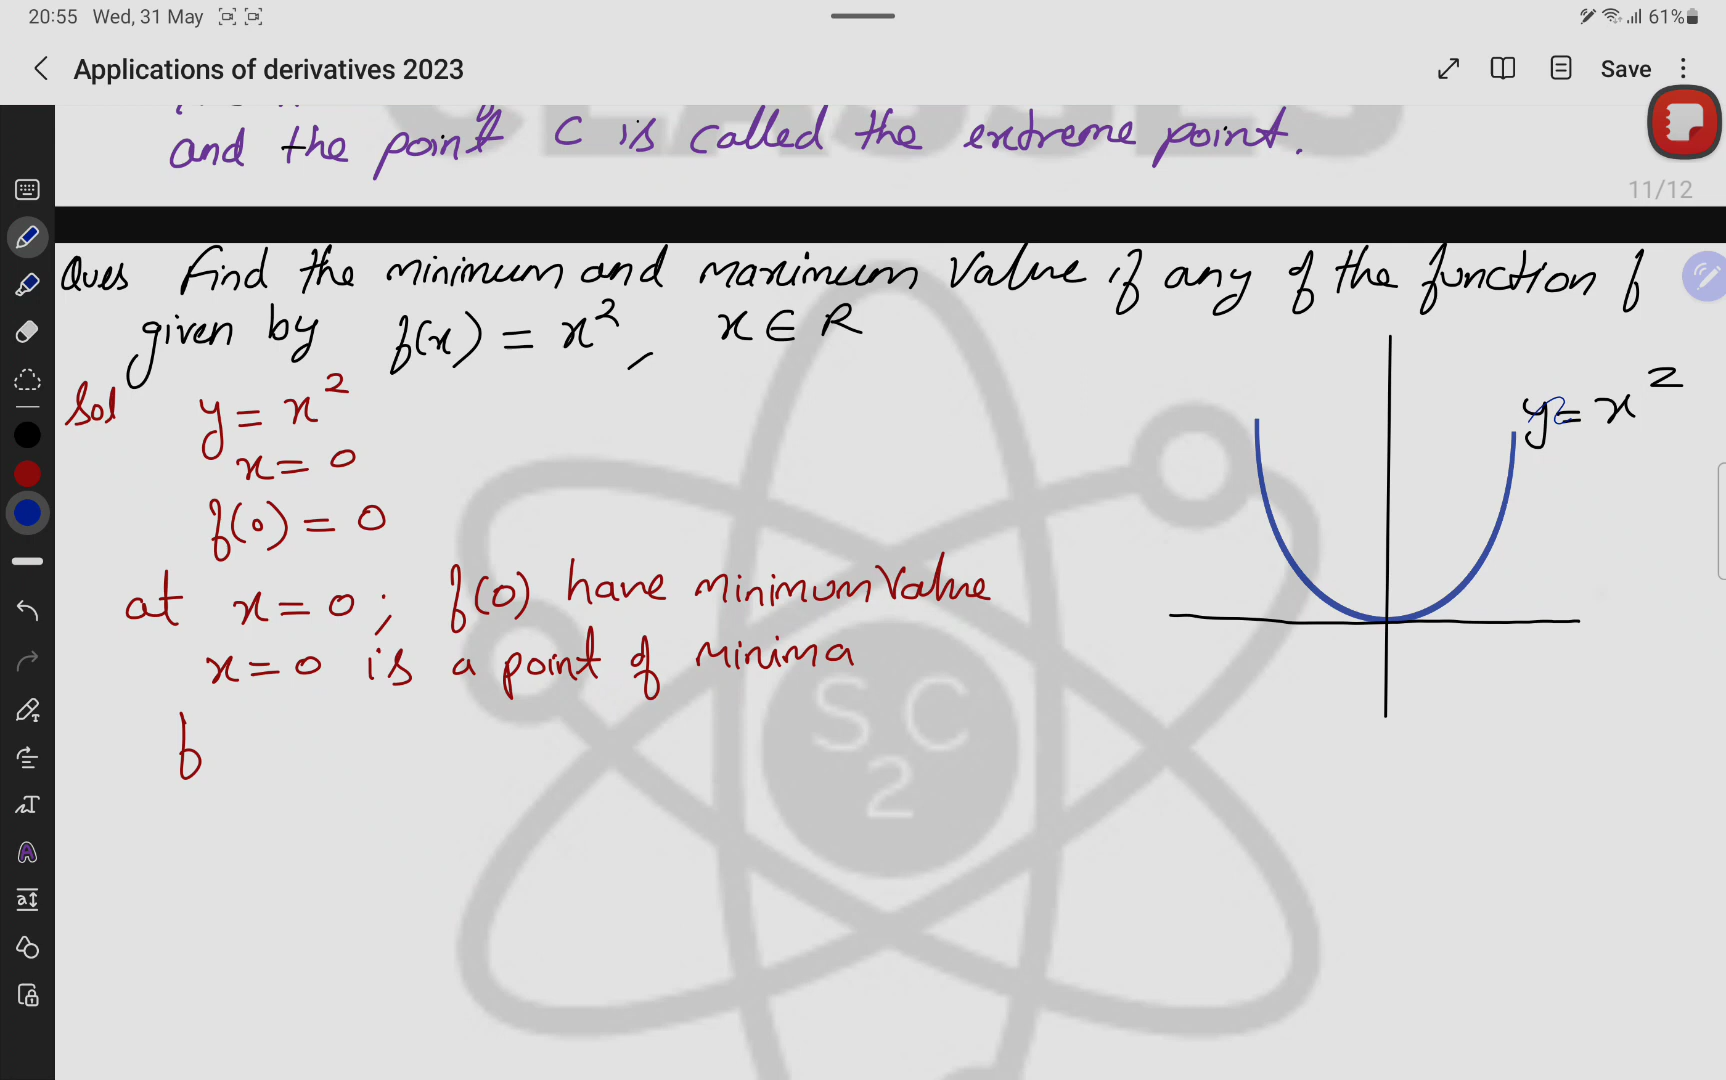 20:55 Wed, 31 May 61%
Applications of derivatives 2023 Save
and the point C is called the extreme point.
11/12
Ques find the minimum and maximum value if any of the function f
given by f(x) = x², x ∈ R
Sol y = x²
x = 0
f(0) = 0
at x = 0 ; f(0) have minimum value
x = 0 is a point of minima
b
y = x²
SC
2